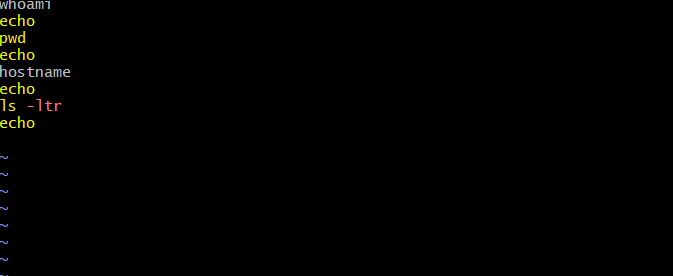 whoami
echo
pwd
echo
hostname
echo
ls -ltr
echo
~
~
~
~
~
~
~
~